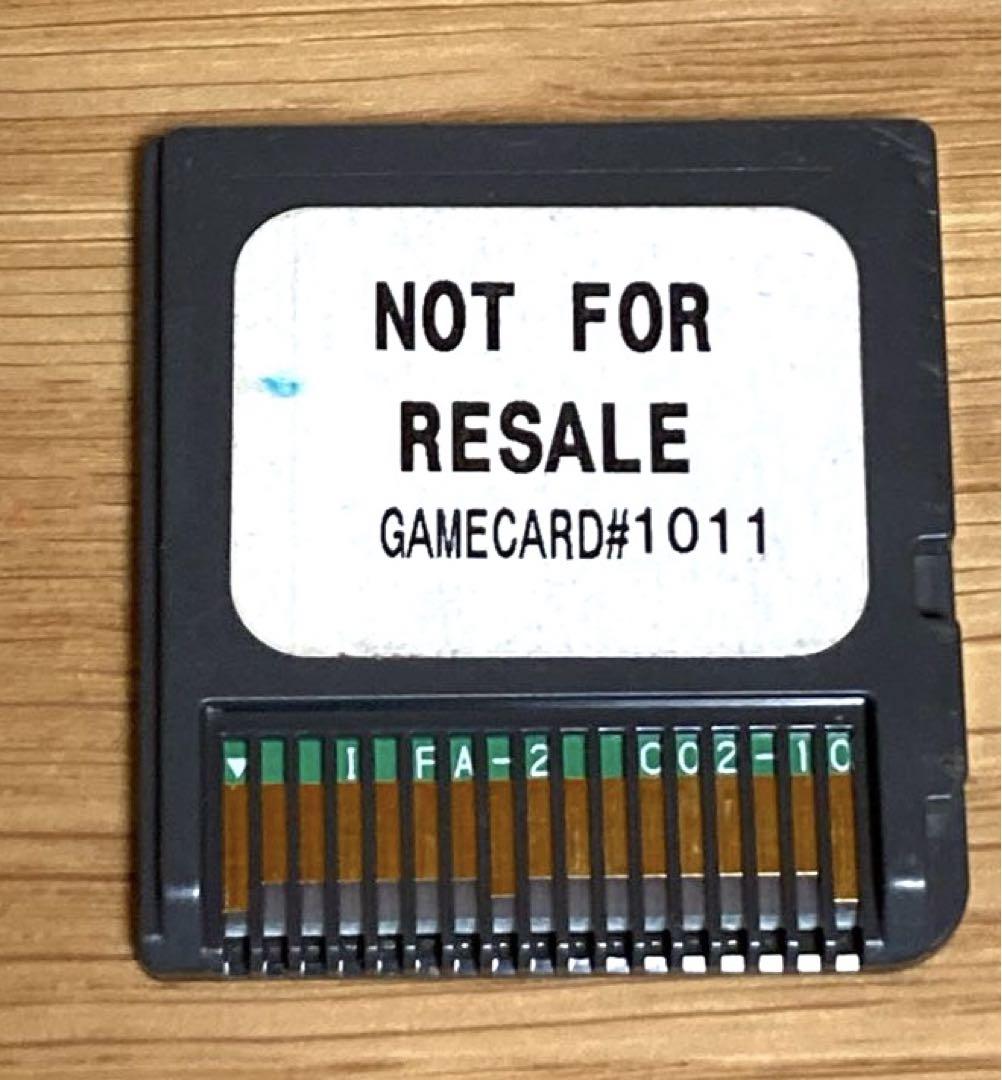 NOT FOR
RESALE
GAMECARD#1011
▼ I FA-2 C02-10